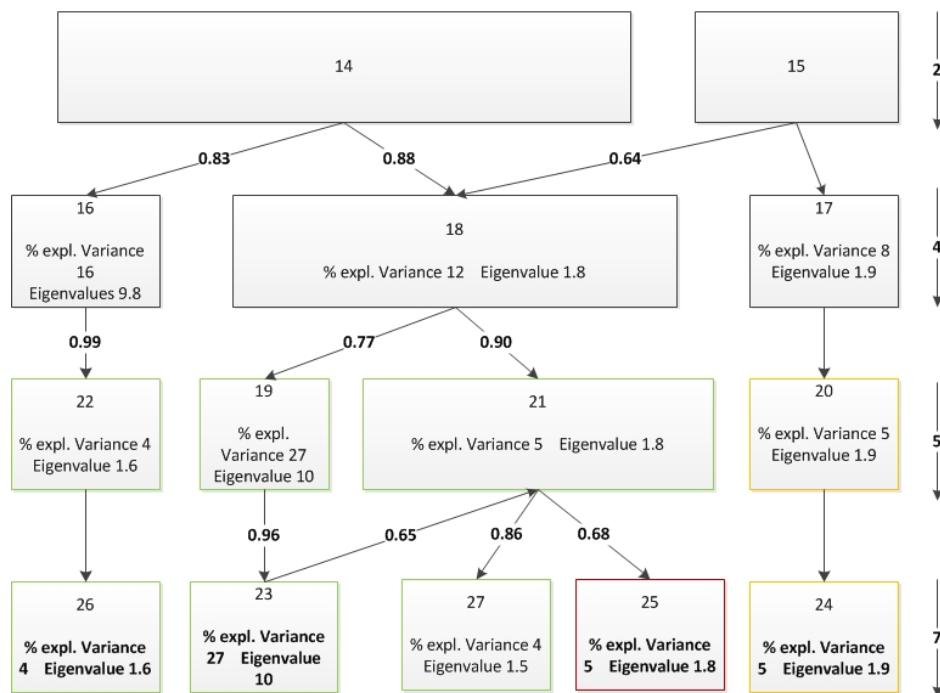 14
15
2
0.83
0.88
0.64
16
% expl. Variance
16
Eigenvalues 9.8
18
% expl. Variance 12 Eigenvalue 1.8
17
% expl. Variance 8
Eigenvalue 1.9
4
0.99
0.77
0.90
22
% expl. Variance 4
Eigenvalue 1.6
19
% expl.
Variance 27
Eigenvalue 10
21
% expl. Variance 5 Eigenvalue 1.8
20
% expl. Variance 5
Eigenvalue 1.9
5
0.96
0.65
0.86
0.68
26
% expl. Variance
4 Eigenvalue 1.6
23
% expl. Variance
27 Eigenvalue
10
27
% expl. Variance 4
Eigenvalue 1.5
25
% expl. Variance
5 Eigenvalue 1.8
24
% expl. Variance
5 Eigenvalue 1.9
7